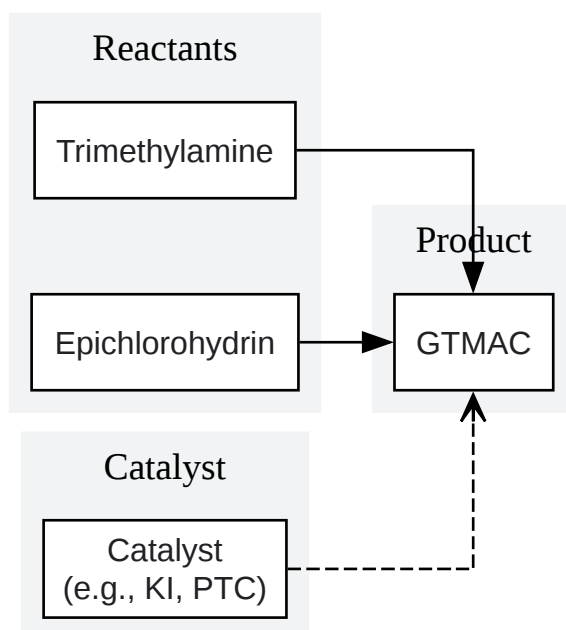 Reactants
Trimethylamine
Product
Epichlorohydrin
GTMAC
Catalyst
Catalyst
(e.g., KI, PTC)